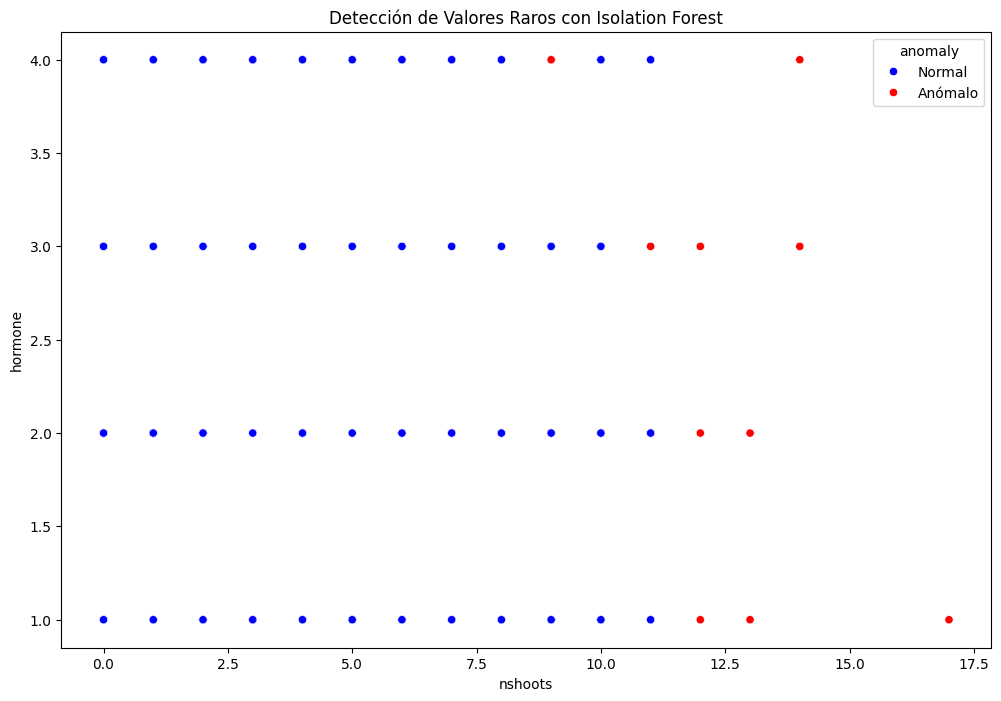 Detección de Valores Raros con Isolation Forest
anomaly
Normal
Anómalo
hormone
4.0
3.5
3.0
2.5
2.0
1.5
1.0
0.0 2.5 5.0 7.5 10.0 12.5 15.0 17.5
nshoots